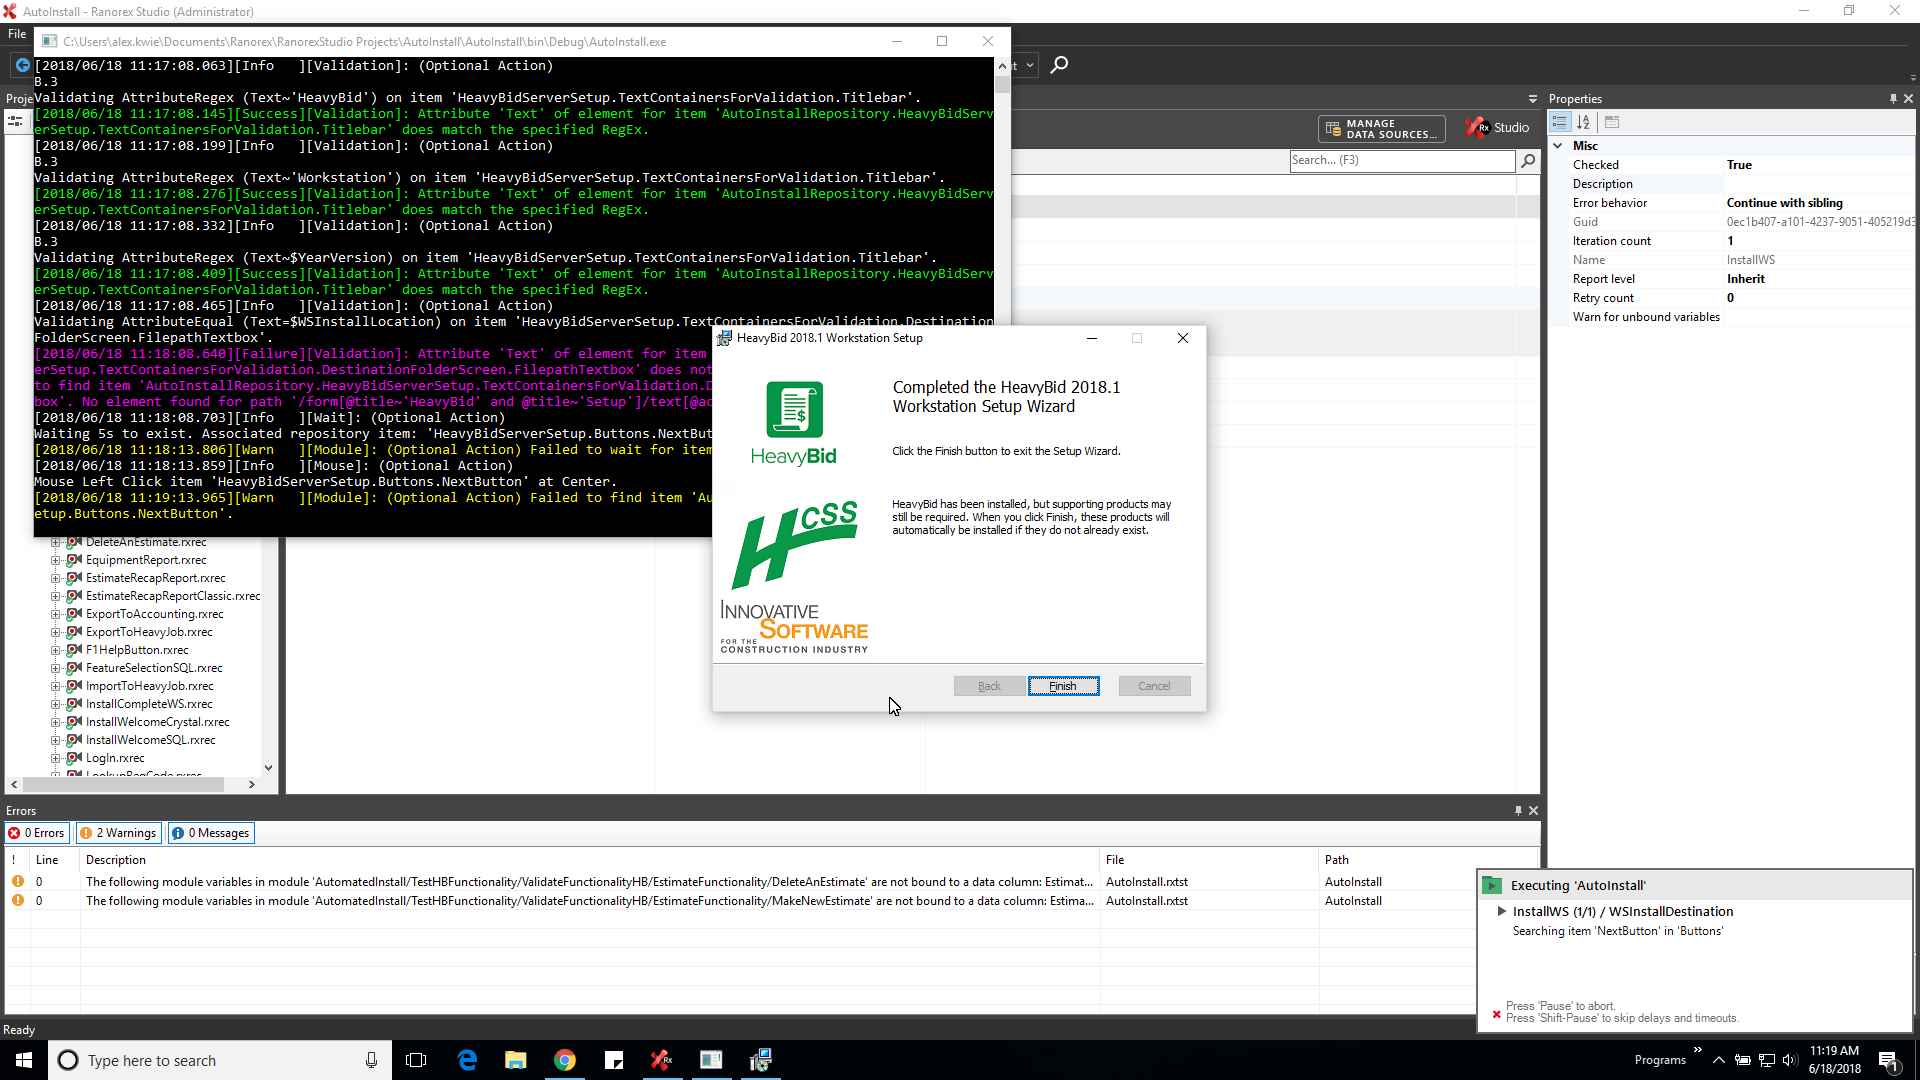 AutoInstall - Ranorex Studio (Administrator)
File
C:\Users\alex.kwie\Documents\Ranorex\RanorexStudio Projects\AutoInstall\AutoInstall\bin\Debug\AutoInstall.exe
[2018/06/18 11:17:08.063][Info   ][Validation]: (Optional Action)
B.3
Validating AttributeRegex (Text~'HeavyBid') on item 'HeavyBidServerSetup.TextContainersForValidation.Titlebar'.
[2018/06/18 11:17:08.145][Success][Validation]: Attribute 'Text' of element for item 'AutoInstallRepository.HeavyBidServ
erSetup.TextContainersForValidation.Titlebar' does match the specified RegEx.
[2018/06/18 11:17:08.199][Info   ][Validation]: (Optional Action)
B.3
Validating AttributeRegex (Text~'Workstation') on item 'HeavyBidServerSetup.TextContainersForValidation.Titlebar'.
[2018/06/18 11:17:08.276][Success][Validation]: Attribute 'Text' of element for item 'AutoInstallRepository.HeavyBidServ
erSetup.TextContainersForValidation.Titlebar' does match the specified RegEx.
[2018/06/18 11:17:08.332][Info   ][Validation]: (Optional Action)
B.3
Validating AttributeRegex (Text~$YearVersion) on item 'HeavyBidServerSetup.TextContainersForValidation.Titlebar'.
[2018/06/18 11:17:08.409][Success][Validation]: Attribute 'Text' of element for item 'AutoInstallRepository.HeavyBidServ
erSetup.TextContainersForValidation.Titlebar' does match the specified RegEx.
[2018/06/18 11:17:08.465][Info   ][Validation]: (Optional Action)
Validating AttributeEqual (Text=$WSInstallLocation) on item 'HeavyBidServerSetup.TextContainersForValidation.Destination
FolderScreen.FilepathTextbox'.
[2018/06/18 11:18:08.640][Failure][Validation]: Attribute 'Text' of element for item
erSetup.TextContainersForValidation.DestinationFolderScreen.FilepathTextbox' does not
to find item 'AutoInstallRepository.HeavyBidServerSetup.TextContainersForValidation.D
box'. No element found for path '/form[@title~'HeavyBid' and @title~'Setup']/text[@ac
[2018/06/18 11:18:08.703][Info   ][Wait]: (Optional Action)
Waiting 5s to exist. Associated repository item: 'HeavyBidServerSetup.Buttons.NextBut
[2018/06/18 11:18:13.806][Warn   ][Module]: (Optional Action) Failed to wait for item
[2018/06/18 11:18:13.859][Info   ][Mouse]: (Optional Action)
Mouse Left Click item 'HeavyBidServerSetup.Buttons.NextButton' at Center.
[2018/06/18 11:19:13.965][Warn   ][Module]: (Optional Action) Failed to find item 'Au
etup.Buttons.NextButton'.
Proje
DeleteAnEstimate.rxrec
EquipmentReport.rxrec
EstimateRecapReport.rxrec
EstimateRecapReportClassic.rxrec
ExportToAccounting.rxrec
ExportToHeavyJob.rxrec
F1HelpButton.rxrec
FeatureSelectionSQL.rxrec
ImportToHeavyJob.rxrec
InstallCompleteWS.rxrec
InstallWelcomeCrystal.rxrec
InstallWelcomeSQL.rxrec
LogIn.rxrec
MANAGE
DATA SOURCES...
Rx Studio
Search... (F3)
HeavyBid 2018.1 Workstation Setup
HeavyBid
HCSS
INNOVATIVE
SOFTWARE
FOR THE
CONSTRUCTION INDUSTRY
Completed the HeavyBid 2018.1
Workstation Setup Wizard
Click the Finish button to exit the Setup Wizard.
HeavyBid has been installed, but supporting products may
still be required. When you click Finish, these products will
automatically be installed if they do not already exist.
Back
Finish
Cancel
Properties
Misc
Checked True
Description
Error behavior Continue with sibling
Guid 0ec1b407-a101-4237-9051-405219d3
Iteration count 1
Name InstallWS
Report level Inherit
Retry count 0
Warn for unbound variables
Errors
0 Errors
2 Warnings
0 Messages
! Line Description File Path
0 The following module variables in module 'AutomatedInstall/TestHBFunctionality/ValidateFunctionalityHB/EstimateFunctionality/DeleteAnEstimate' are not bound to a data column: Estimat... AutoInstall.rxtst AutoInstall
0 The following module variables in module 'AutomatedInstall/TestHBFunctionality/ValidateFunctionalityHB/EstimateFunctionality/MakeNewEstimate' are not bound to a data column: Estima... AutoInstall.rxtst AutoInstall
Executing 'AutoInstall'
InstallWS (1/1) / WSInstallDestination
Searching item 'NextButton' in 'Buttons'
Press 'Pause' to abort.
Press 'Shift-Pause' to skip delays and timeouts.
Ready
Type here to search
Programs
11:19 AM
6/18/2018
1